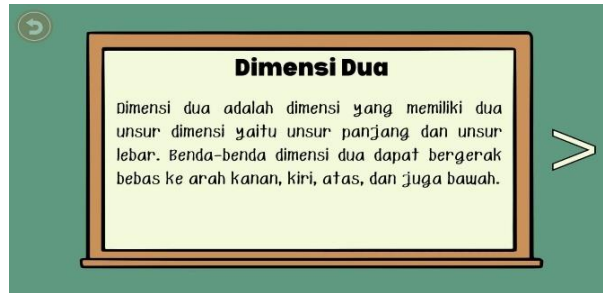 Dimensi Dua
Dimensi dua adalah dimensi yang memiliki dua
unsur dimensi yaitu unsur panjang dan unsur
lebar. Benda-benda dimensi dua dapat bergerak
bebas ke arah kanan, kiri, atas, dan juga bawah.